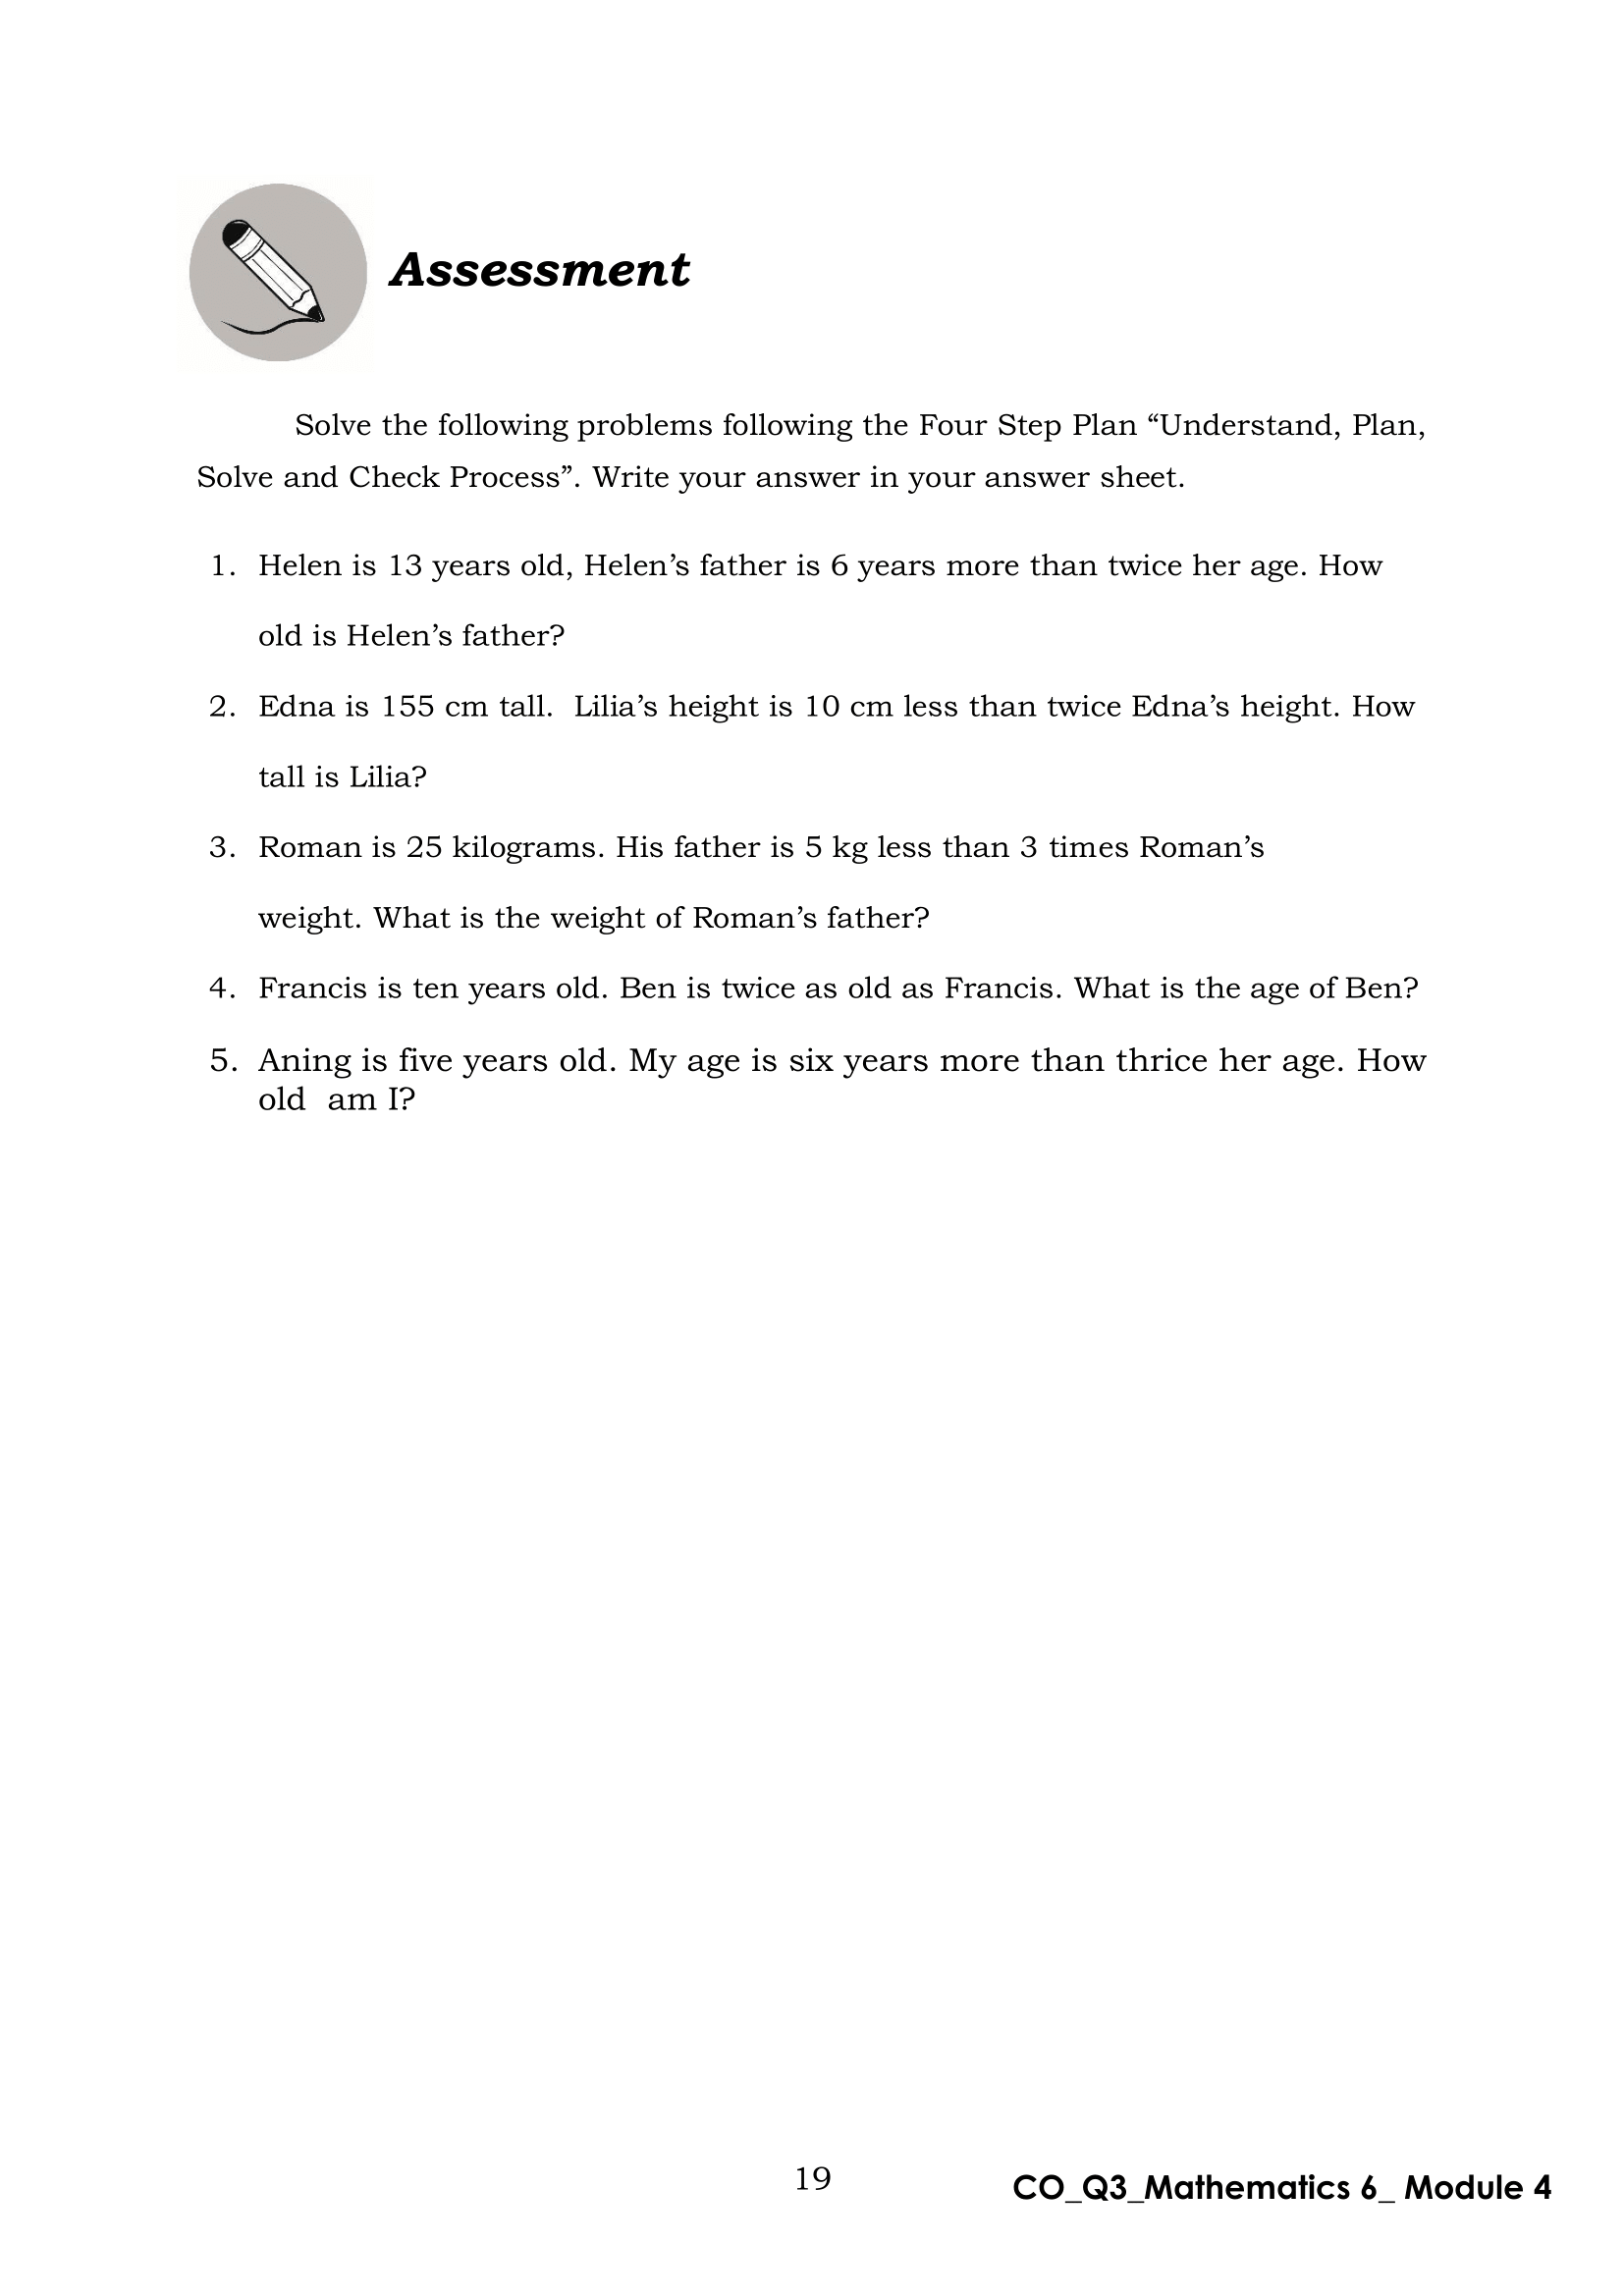 Assessment
Solve the following problems following the Four Step Plan “Understand, Plan,
Solve and Check Process”. Write your answer in your answer sheet.
1. Helen is 13 years old, Helen’s father is 6 years more than twice her age. How
old is Helen’s father?
2. Edna is 155 cm tall.  Lilia’s height is 10 cm less than twice Edna’s height. How
tall is Lilia?
3. Roman is 25 kilograms. His father is 5 kg less than 3 times Roman’s
weight. What is the weight of Roman’s father?
4. Francis is ten years old. Ben is twice as old as Francis. What is the age of Ben?
5. Aning is five years old. My age is six years more than thrice her age. How
old  am I?
19
CO_Q3_Mathematics 6_ Module 4